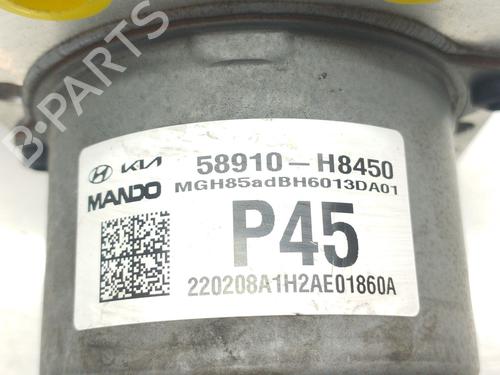 KIA 58910-H8450
MANDO MGH85adBH6013DA01
P45
220208A1H2AE01860A
B-PARTS